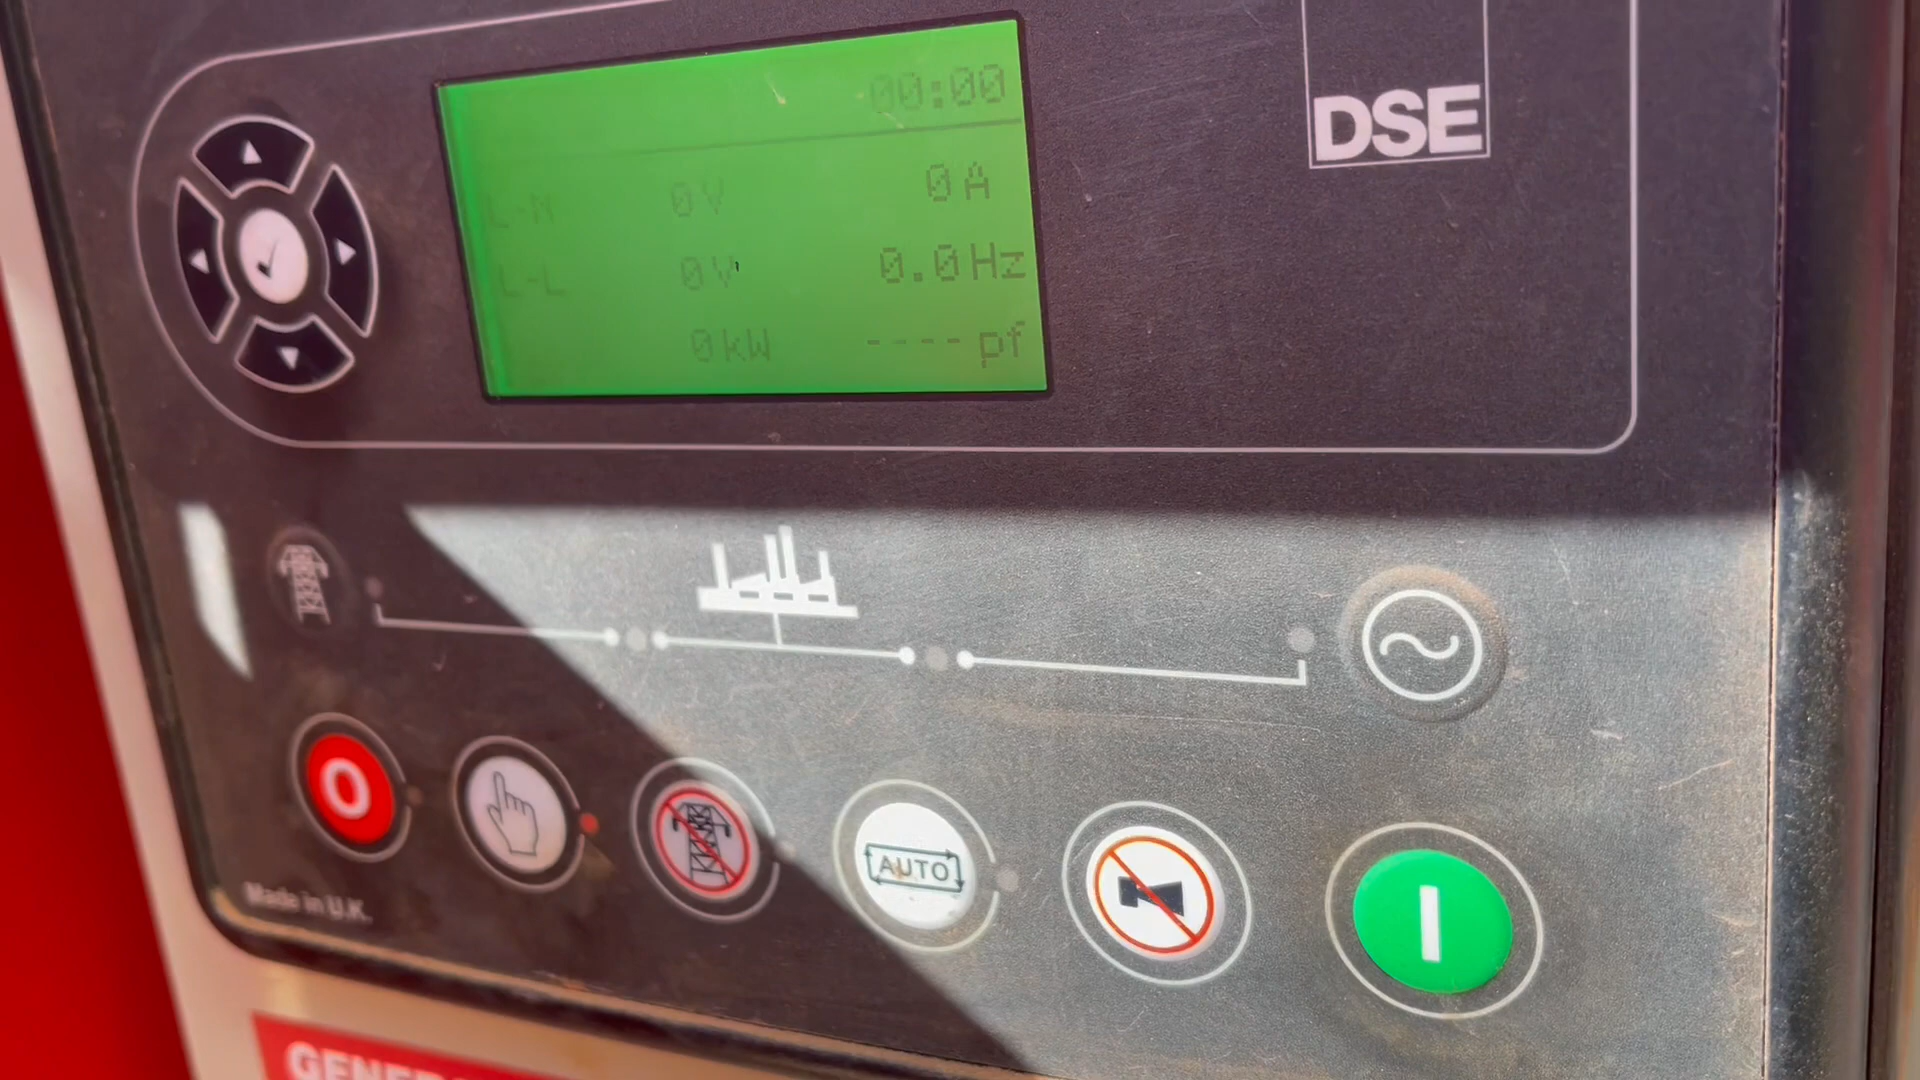 00:00
DSE
L-N 0V 0A
L-L 0V 0.0Hz
0kW ----pf
O
AUTO
I
Made in U.K.